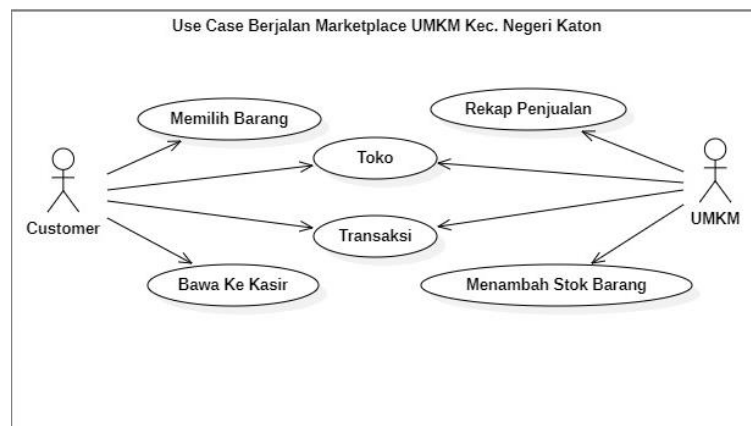 Use Case Berjalan Marketplace UMKM Kec. Negeri Katon
Memilih Barang
Rekap Penjualan
Toko
Customer
UMKM
Transaksi
Bawa Ke Kasir
Menambah Stok Barang